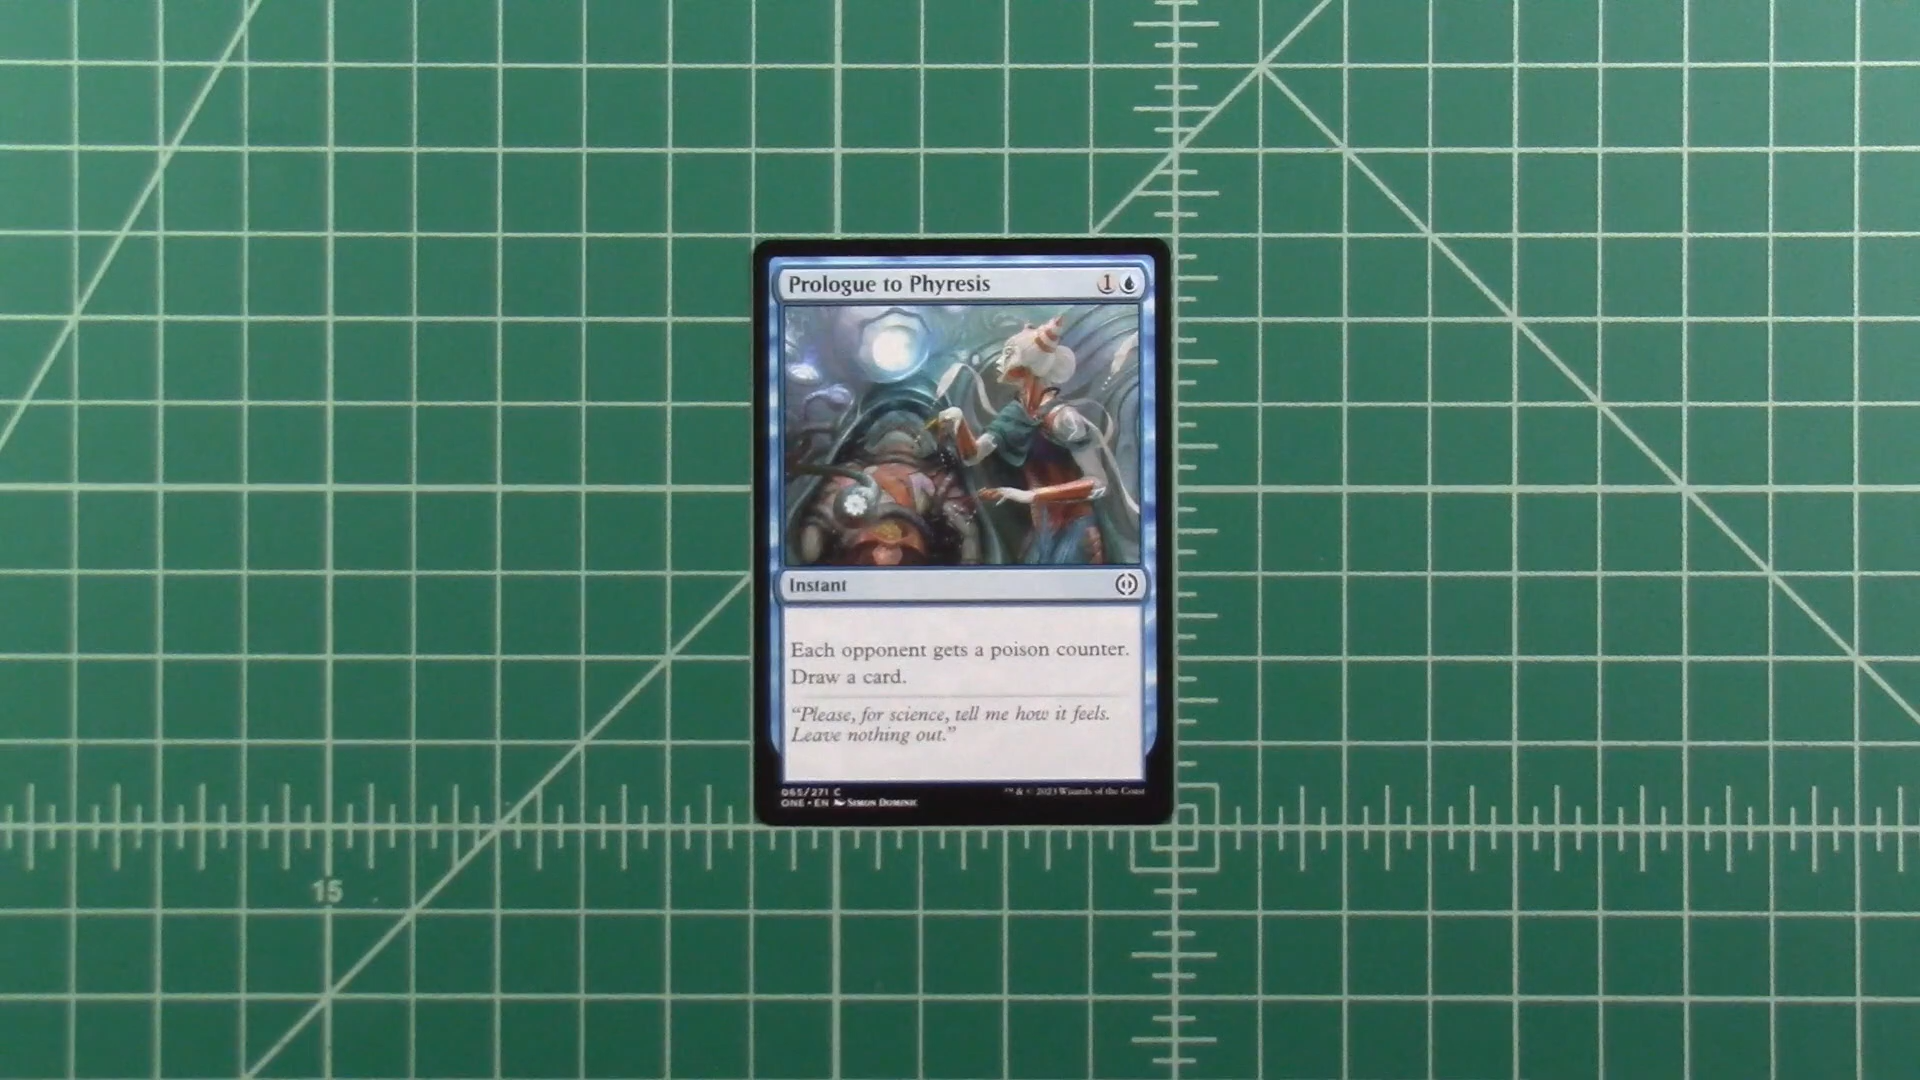 Prologue to Phyresis 1
Instant
Each opponent gets a poison counter.
Draw a card.
“Please, for science, tell me how it feels.
Leave nothing out.”
065/271 C
™ & © 2023 Wizards of the Coast
ONE • EN Simon Dominic
15